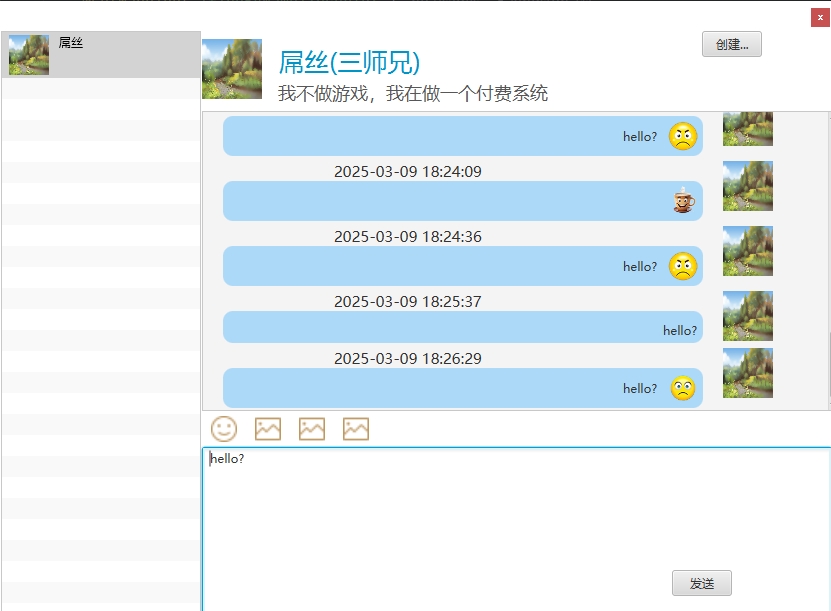 x
屌丝
屌丝(三师兄)
创建...
我不做游戏，我在做一个付费系统
hello?
2025-03-09 18:24:09
2025-03-09 18:24:36
hello?
2025-03-09 18:25:37
hello?
2025-03-09 18:26:29
hello?
hello?
发送